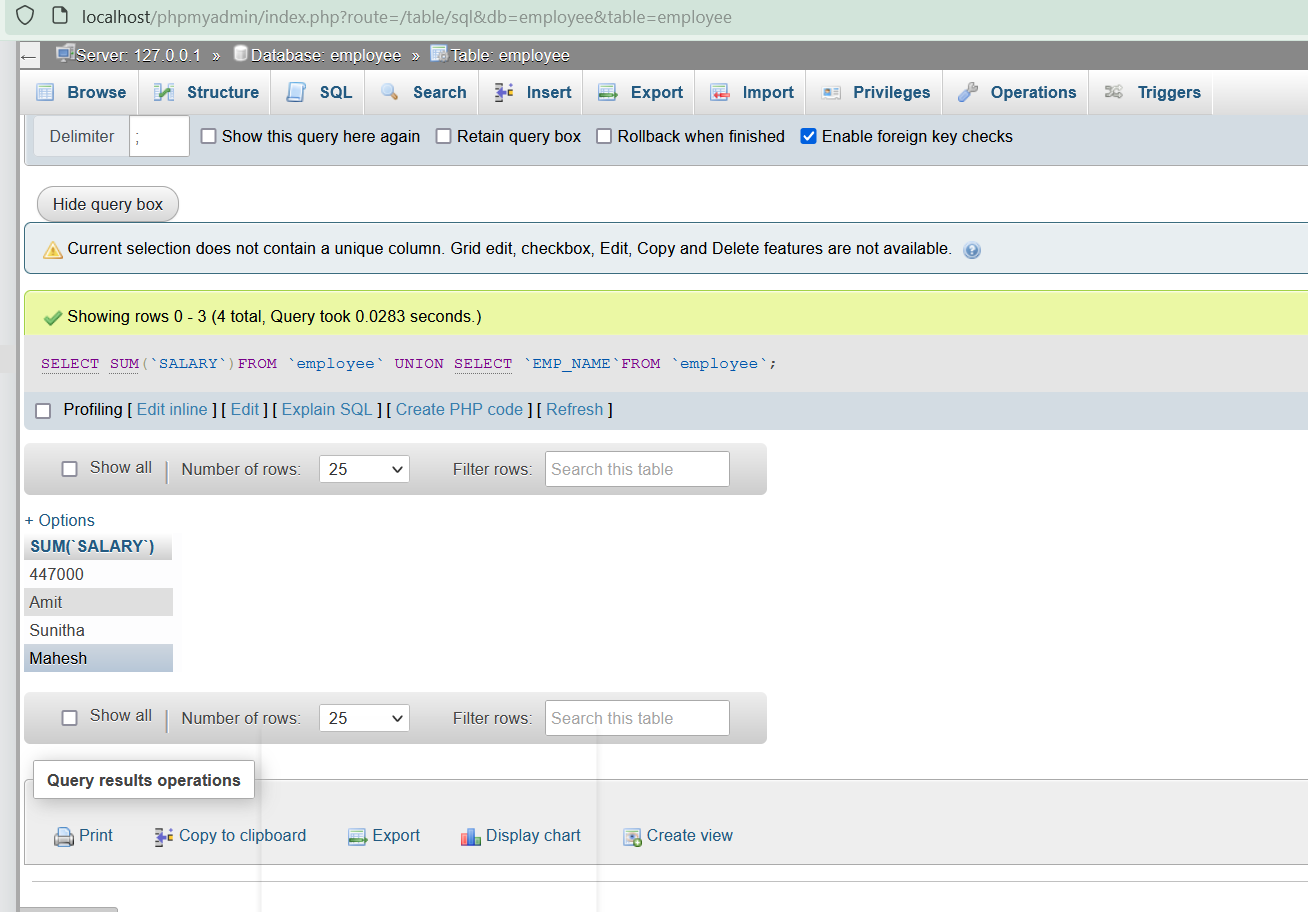 localhost/phpmyadmin/index.php?route=/table/sql&db=employee&table=employee
Server: 127.0.0.1 » Database: employee » Table: employee
Browse Structure SQL Search Insert Export Import Privileges Operations Triggers
Delimiter ; Show this query here again Retain query box Rollback when finished Enable foreign key checks
Hide query box
Current selection does not contain a unique column. Grid edit, checkbox, Edit, Copy and Delete features are not available.
Showing rows 0 - 3 (4 total, Query took 0.0283 seconds.)
SELECT SUM(`SALARY`)FROM `employee` UNION SELECT `EMP_NAME`FROM `employee`;
Profiling [ Edit inline ] [ Edit ] [ Explain SQL ] [ Create PHP code ] [ Refresh ]
Show all | Number of rows: 25 Filter rows: Search this table
+ Options
SUM(`SALARY`)
447000
Amit
Sunitha
Mahesh
Show all | Number of rows: 25 Filter rows: Search this table
Query results operations
Print Copy to clipboard Export Display chart Create view